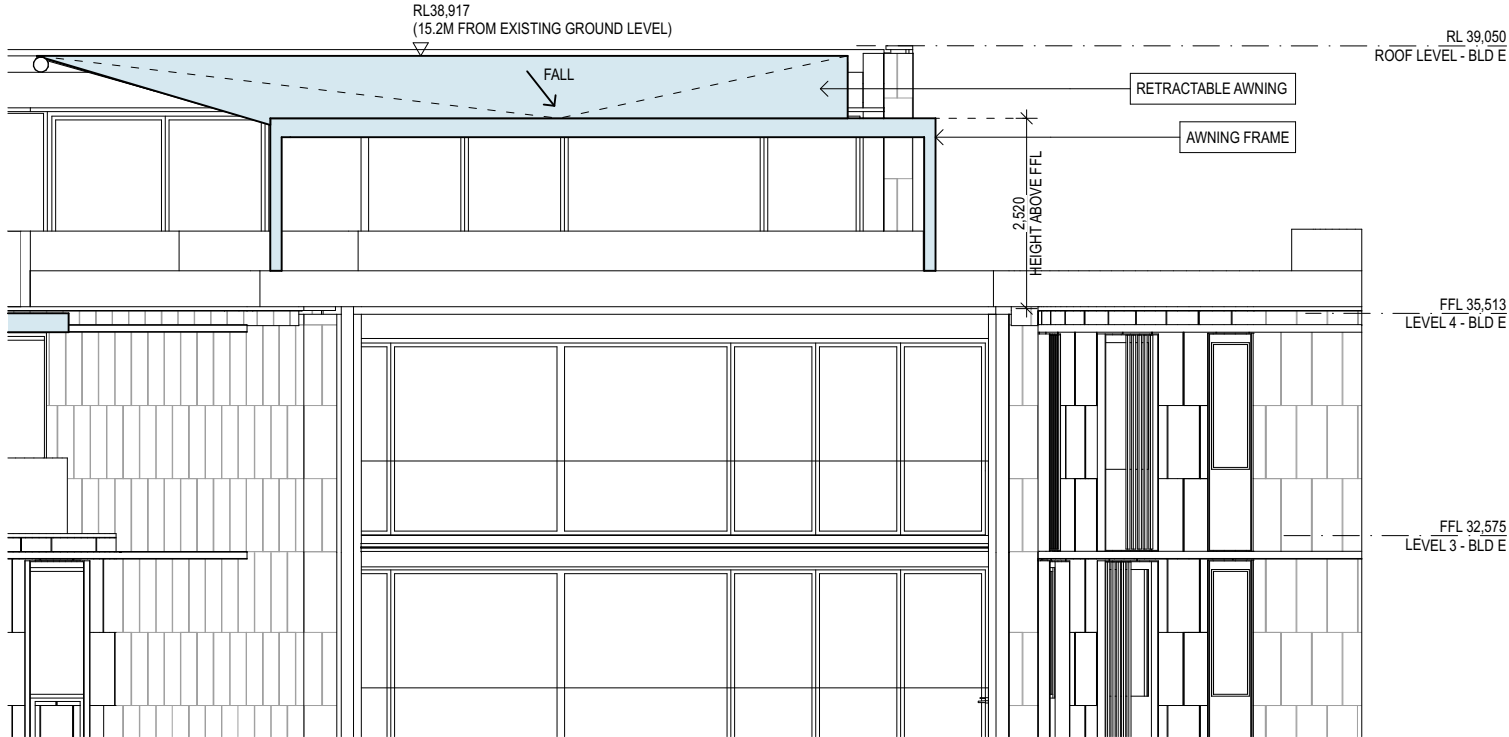 RL38,917
(15.2M FROM EXISTING GROUND LEVEL)
RL 39,050
ROOF LEVEL - BLD E
FALL
RETRACTABLE AWNING
AWNING FRAME
2,520
HEIGHT ABOVE FFL
FFL 35,513
LEVEL 4 - BLD E
FFL 32,575
LEVEL 3 - BLD E